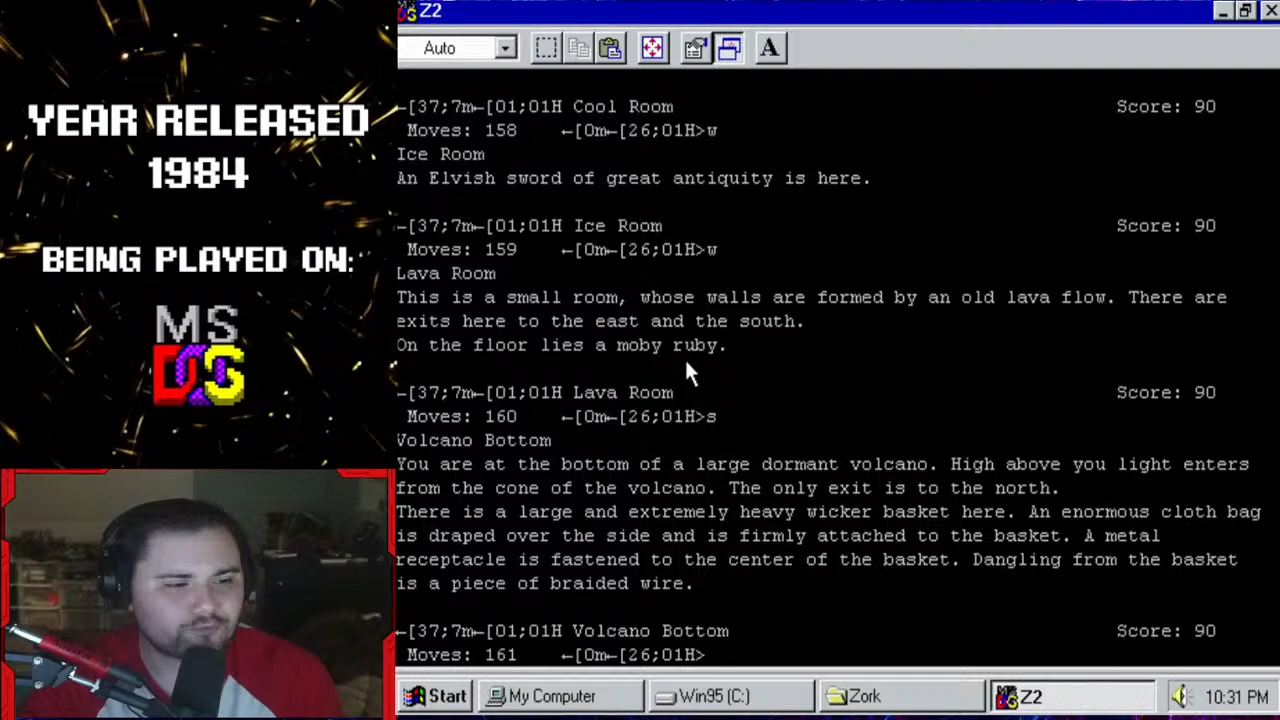 YEAR RELEASED
1984
BEING PLAYED ON:
MS
DOS
Z2
Auto
A
←[37;7m←[01;01H Cool Room Score: 90
Moves: 158 ←[0m←[26;01H>w
Ice Room
An Elvish sword of great antiquity is here.
←[37;7m←[01;01H Ice Room Score: 90
Moves: 159 ←[0m←[26;01H>w
Lava Room
This is a small room, whose walls are formed by an old lava flow. There are
exits here to the east and the south.
On the floor lies a moby ruby.
←[37;7m←[01;01H Lava Room Score: 90
Moves: 160 ←[0m←[26;01H>s
Volcano Bottom
You are at the bottom of a large dormant volcano. High above you light enters
from the cone of the volcano. The only exit is to the north.
There is a large and extremely heavy wicker basket here. An enormous cloth bag
is draped over the side and is firmly attached to the basket. A metal
receptacle is fastened to the center of the basket. Dangling from the basket
is a piece of braided wire.
←[37;7m←[01;01H Volcano Bottom Score: 90
Moves: 161 ←[0m←[26;01H>
Start My Computer Win95 (C:) Zork Z2 10:31 PM